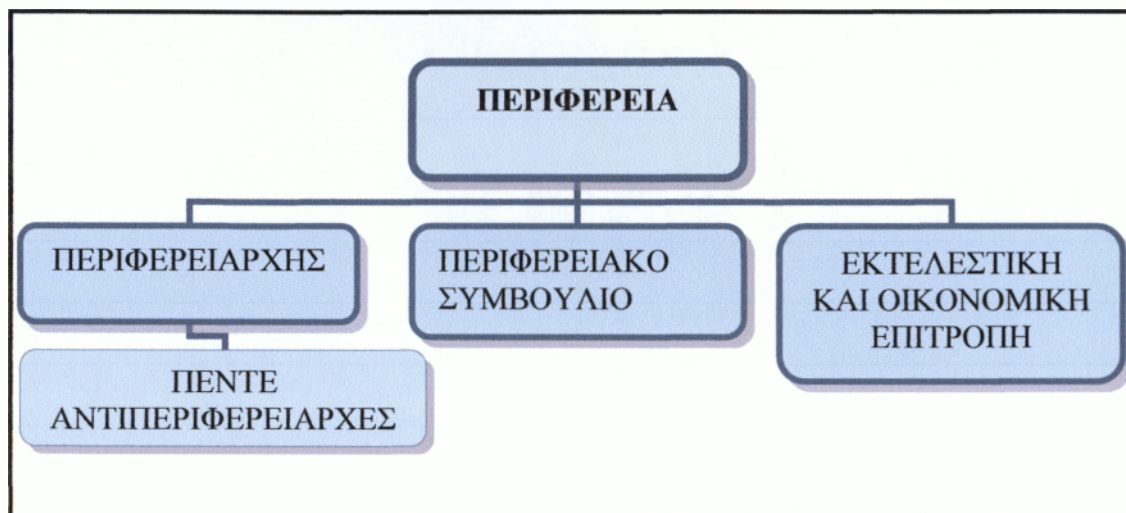 ΠΕΡΙΦΕΡΕΙΑ
ΠΕΡΙΦΕΡΕΙΑΡΧΗΣ
ΠΕΝΤΕ
ΑΝΤΙΠΕΡΙΦΕΡΕΙΑΡΧΕΣ
ΠΕΡΙΦΕΡΕΙΑΚΟ
ΣΥΜΒΟΥΛΙΟ
ΕΚΤΕΛΕΣΤΙΚΗ
ΚΑΙ ΟΙΚΟΝΟΜΙΚΗ
ΕΠΙΤΡΟΠΗ